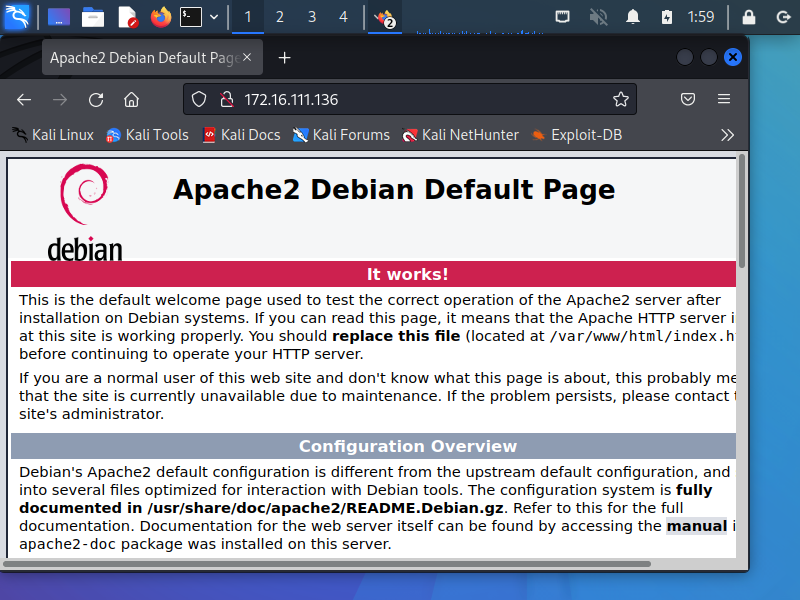 1 2 3 4 2 1:59
Apache2 Debian Default Page
172.16.111.136
Kali Linux Kali Tools Kali Docs Kali Forums Kali NetHunter Exploit-DB
debian
Apache2 Debian Default Page
It works!
This is the default welcome page used to test the correct operation of the Apache2 server after
installation on Debian systems. If you can read this page, it means that the Apache HTTP server i
at this site is working properly. You should replace this file (located at /var/www/html/index.h
before continuing to operate your HTTP server.
If you are a normal user of this web site and don't know what this page is about, this probably me
that the site is currently unavailable due to maintenance. If the problem persists, please contact t
site's administrator.
Configuration Overview
Debian's Apache2 default configuration is different from the upstream default configuration, and
into several files optimized for interaction with Debian tools. The configuration system is fully
documented in /usr/share/doc/apache2/README.Debian.gz. Refer to this for the full
documentation. Documentation for the web server itself can be found by accessing the manual i
apache2-doc package was installed on this server.